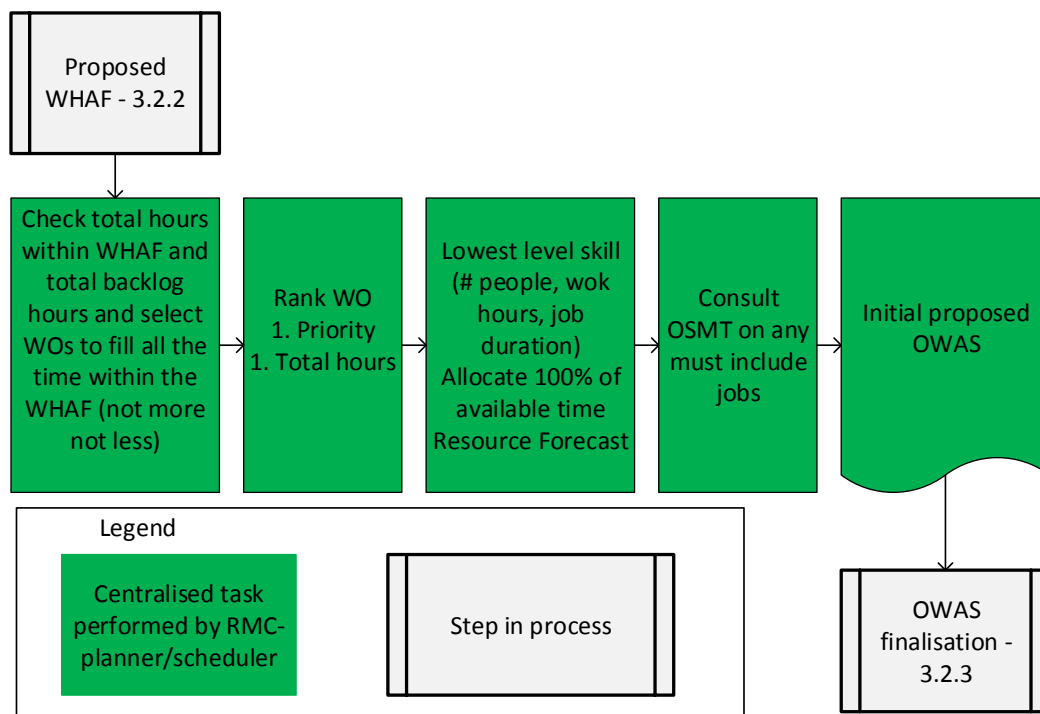 Proposed
WHAF - 3.2.2
Check total hours
within WHAF and
total backlog
hours and select
WOs to fill all the
time within the
WHAF (not more
not less)
Rank WO
1. Priority
1. Total hours
Lowest level skill
(# people, wok
hours, job
duration)
Allocate 100% of
available time
Resource Forecast
Consult
OSMT on any
must include
jobs
Initial proposed
OWAS
Legend
Centralised task
performed by RMC-
planner/scheduler
Step in process
OWAS
finalisation -
3.2.3